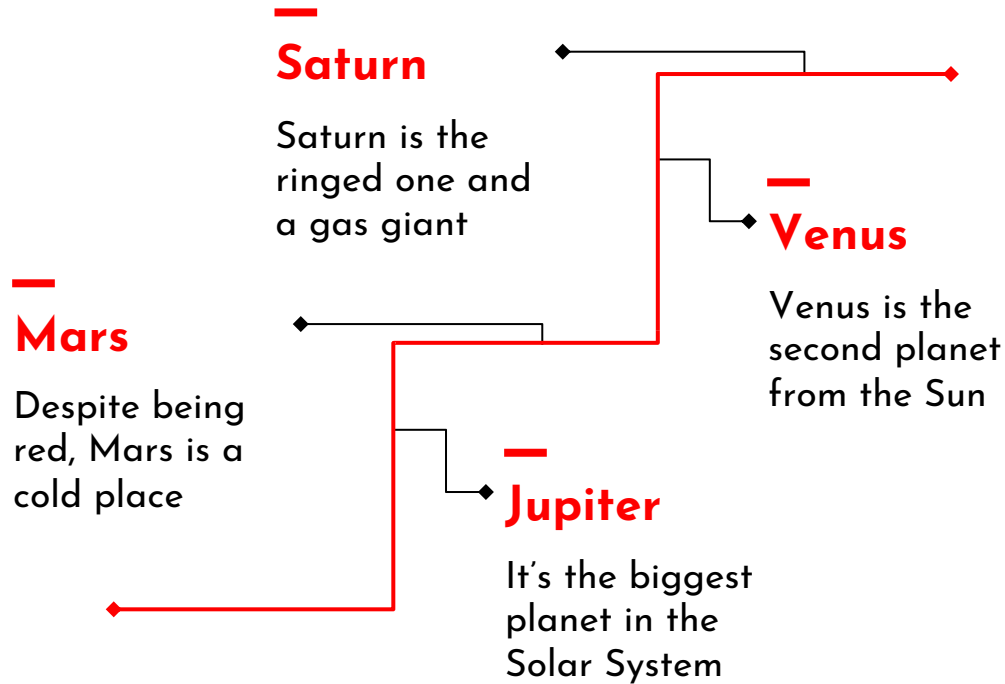 Saturn
Saturn is the
ringed one and
a gas giant
Venus
Venus is the
second planet
from the Sun
Mars
Despite being
red, Mars is a
cold place
Jupiter
It’s the biggest
planet in the
Solar System